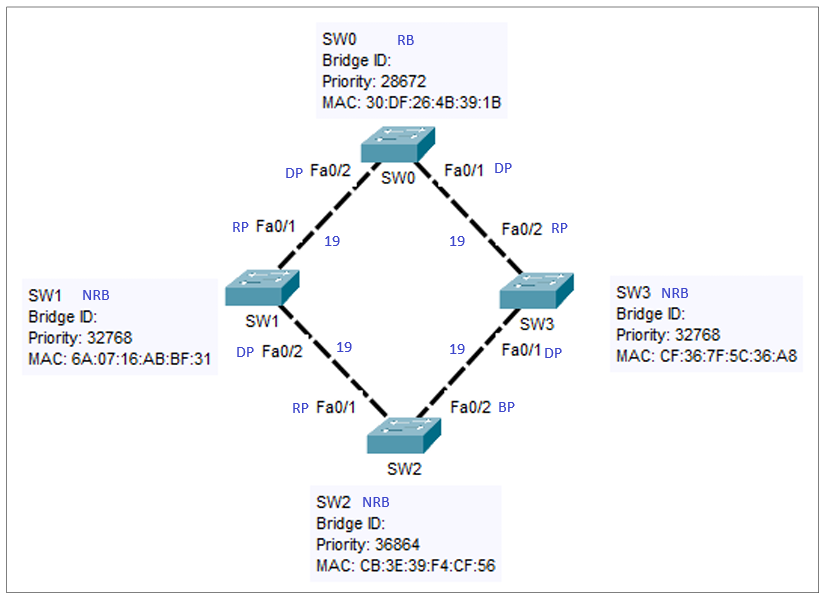 SW0 RB
Bridge ID:
Priority: 28672
MAC: 30:DF:26:4B:39:1B
DP Fa0/2
Fa0/1 DP
SW0
RP Fa0/1
Fa0/2 RP
19
19
SW1 NRB
Bridge ID:
Priority: 32768
MAC: 6A:07:16:AB:BF:31
SW1
SW3
SW3 NRB
Bridge ID:
Priority: 32768
MAC: CF:36:7F:5C:36:A8
DP Fa0/2
19
19
Fa0/1 DP
RP Fa0/1
Fa0/2 BP
SW2
SW2 NRB
Bridge ID:
Priority: 36864
MAC: CB:3E:39:F4:CF:56